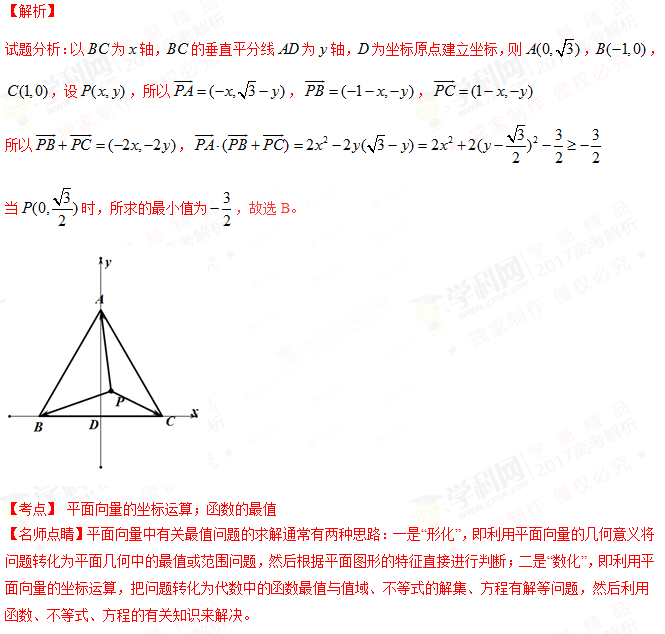 【解析】
试题分析：以BC为x轴，BC的垂直平分线AD为y轴，D为坐标原点建立坐标，则A(0,√3)，B(−1,0)，
C(1,0)，设P(x,y)，所以PA→=(−x,√3−y)，PB→=(−1−x,−y)，PC→=(1−x,−y)
所以PB→+PC→=(−2x,−2y)，PA→·(PB→+PC→)=2x²−2y(√3−y)=2x²+2(y−√3/2)²−3/2≥−3/2
当P(0,√3/2)时，所求的最小值为−3/2，故选B。
y
A
P
B D C x
【考点】 平面向量的坐标运算；函数的最值
【名师点睛】平面向量中有关最值问题的求解通常有两种思路：一是“形化”，即利用平面向量的几何意义将
问题转化为平面几何中的最值或范围问题，然后根据平面图形的特征直接进行判断；二是“数化”，即利用平
面向量的坐标运算，把问题转化为代数中的函数最值与值域、不等式的解集、方程有解等问题，然后利用
函数、不等式、方程的有关知识来解决。